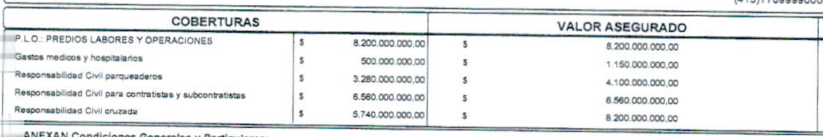 COBERTURAS VALOR ASEGURADO
P.L.O.: PREDIOS LABORES Y OPERACIONES $ 8.200.000.000,00 $ 8.200.000.000,00
Gastos medicos y hospitalarios $ 500.000.000,00 $ 1.150.000.000,00
Responsabilidad Civil parqueaderos $ 3.280.000.000,00 $ 4.100.000.000,00
Responsabilidad Civil para contratistas y subcontratistas $ 6.560.000.000,00 $ 6.560.000.000,00
Responsabilidad Civil cruzada $ 5.740.000.000,00 $ 8.200.000.000,00
ANEXAN Condiciones Generales y